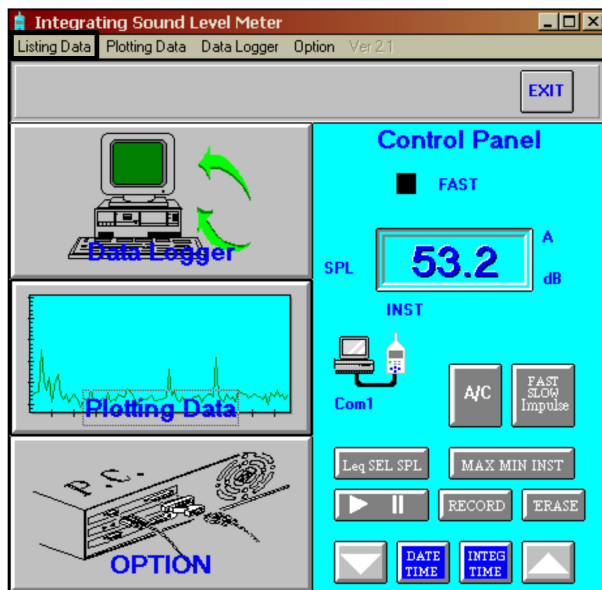 Integrating Sound Level Meter
Listing Data Plotting Data Data Logger Option Ver 2.1
EXIT
Data Logger
Plotting Data
P.C.
OPTION
Control Panel
FAST
SPL 53.2 A
dB
INST
Com1
A/C
FAST
SLOW
Impulse
Leq SEL SPL MAX MIN INST
RECORD ERASE
DATE
TIME
INTEG
TIME